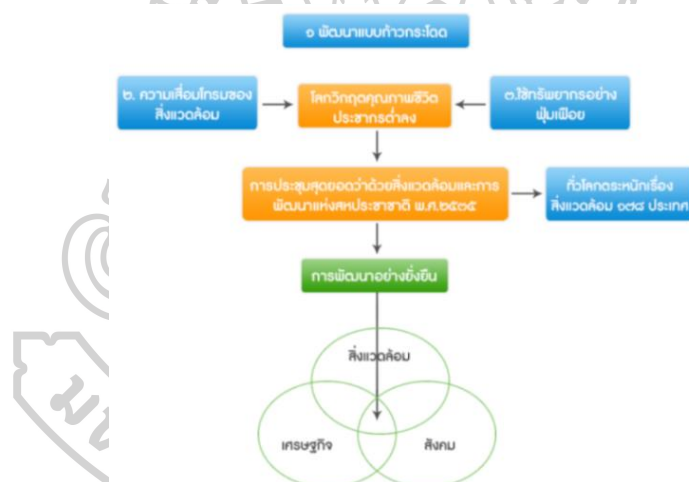 ๑ พัฒนาแบบก้าวกระโดด
๒. ความเสื่อมโทรมของ
สิ่งแวดล้อม
โลกวิกฤตคุณภาพชีวิต
ประชากรต่ำลง
๓.ใช้ทรัพยากรอย่าง
ฟุ่มเฟือย
การประชุมสุดยอดว่าด้วยสิ่งแวดล้อมและการ
พัฒนาแห่งสหประชาชาติ พ.ศ.๒๕๓๕
ทั่วโลกตระหนักเรื่อง
สิ่งแวดล้อม ๑๗๘ ประเทศ
การพัฒนาอย่างยั่งยืน
สิ่งแวดล้อม
เศรษฐกิจ
สังคม